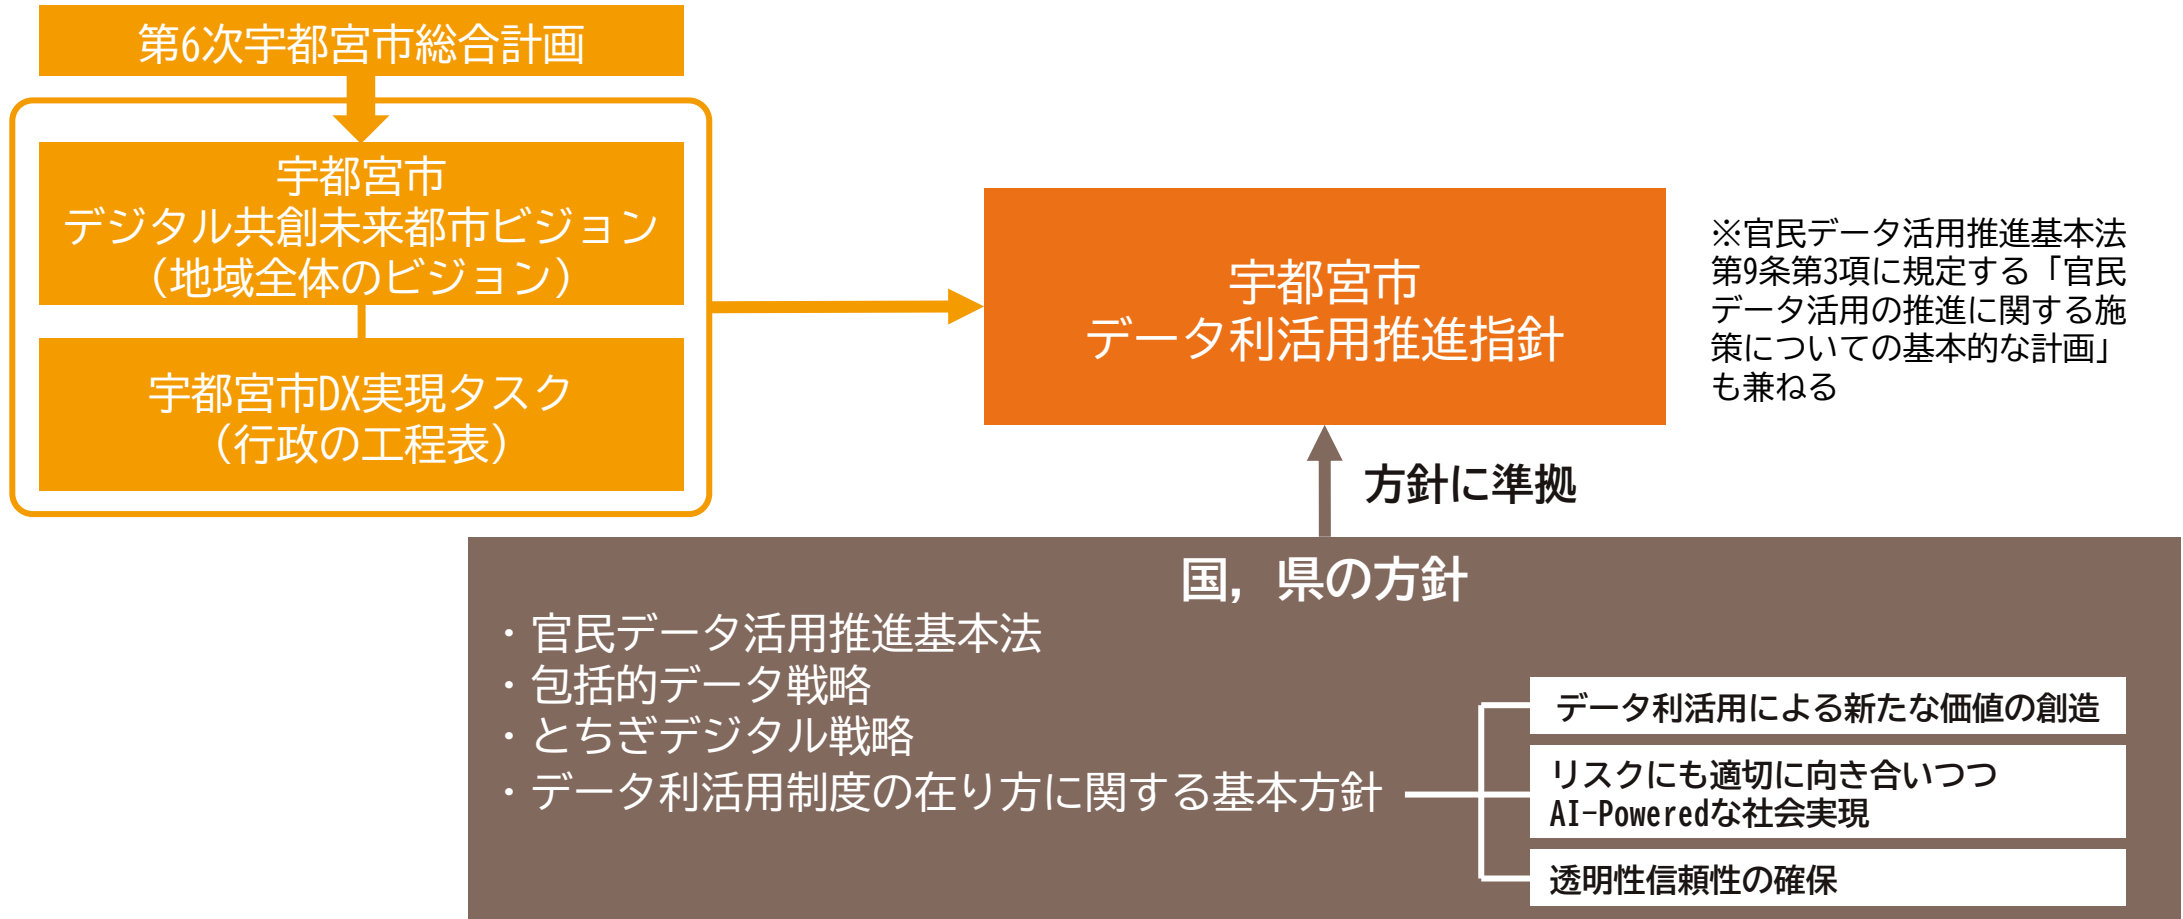 第6次宇都宮市総合計画
宇都宮市
デジタル共創未来都市ビジョン
（地域全体のビジョン）
宇都宮市DX実現タスク
（行政の工程表）
宇都宮市
データ利活用推進指針
※官民データ活用推進基本法
第9条第3項に規定する「官民
データ活用の推進に関する施
策についての基本的な計画」
も兼ねる
方針に準拠
国，県の方針
・官民データ活用推進基本法
・包括的データ戦略
・とちぎデジタル戦略
・データ利活用制度の在り方に関する基本方針
データ利活用による新たな価値の創造
リスクにも適切に向き合いつつ
AI-Poweredな社会実現
透明性信頼性の確保